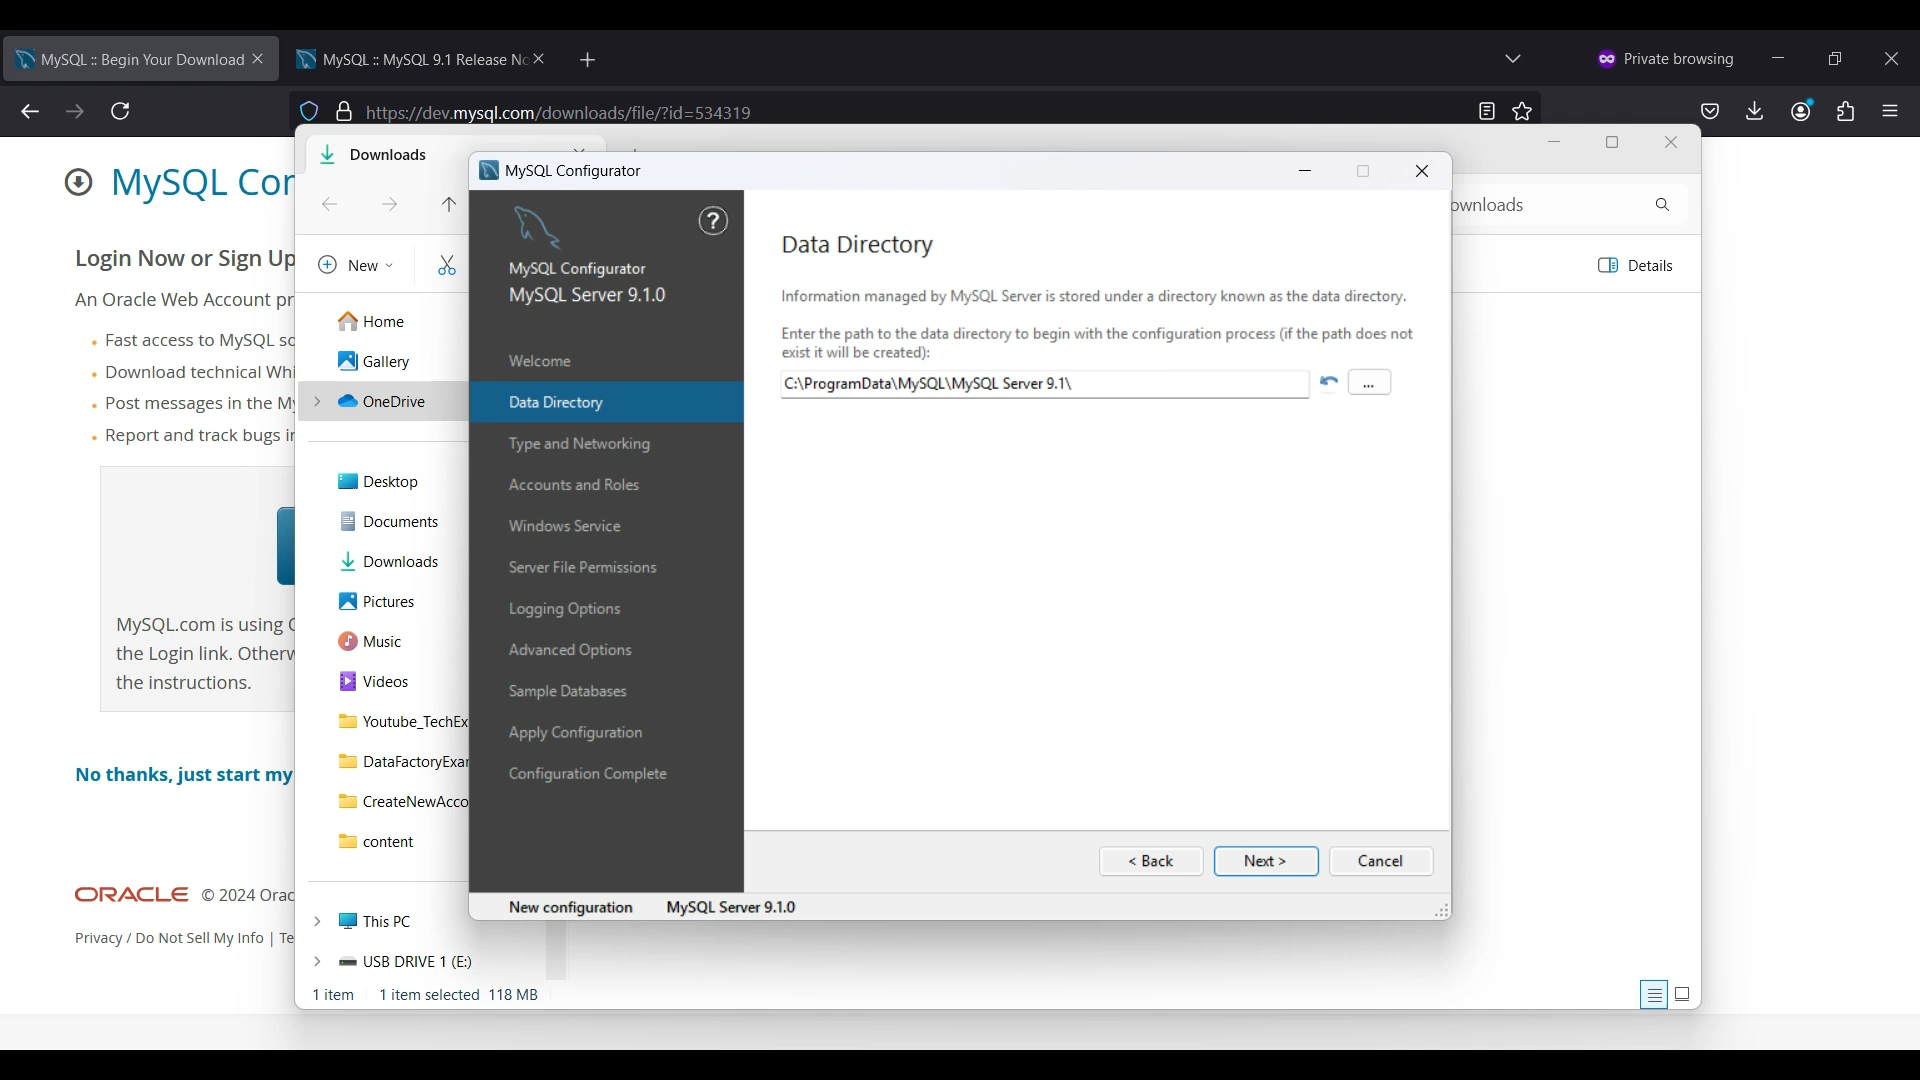 MySQL :: Begin Your Download
MySQL :: MySQL 9.1 Release No
Private browsing
https://dev.mysql.com/downloads/file/?id=534319
MySQL Con
Login Now or Sign Up
An Oracle Web Account pr
Fast access to MySQL so
Download technical Whi
Post messages in the My
Report and track bugs in
MySQL.com is using
the Login link. Otherw
the instructions.
No thanks, just start my
ORACLE © 2024 Orac
Privacy / Do Not Sell My Info | Te
Downloads
ownloads
New
Details
Home
Gallery
OneDrive
Desktop
Documents
Downloads
Pictures
Music
Videos
Youtube_TechEx
DataFactoryExar
CreateNewAcco
content
This PC
USB DRIVE 1 (E:)
1 item
1 item selected 118 MB
MySQL Configurator
?
MySQL Configurator
MySQL Server 9.1.0
Welcome
Data Directory
Type and Networking
Accounts and Roles
Windows Service
Server File Permissions
Logging Options
Advanced Options
Sample Databases
Apply Configuration
Configuration Complete
Data Directory
Information managed by MySQL Server is stored under a directory known as the data directory.
Enter the path to the data directory to begin with the configuration process (if the path does not
exist it will be created):
C:\ProgramData\MySQL\MySQL Server 9.1\
...
< Back
Next >
Cancel
New configuration
MySQL Server 9.1.0